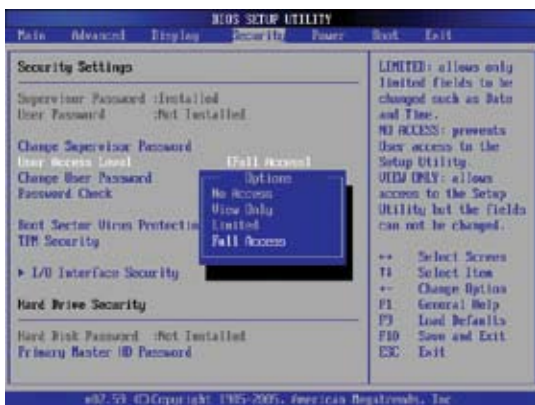 BIOS SETUP UTILITY
Main Advanced Display Security Power Boot Exit
Security Settings
Supervisor Password :Installed
User Password :Not Installed
Change Supervisor Password
User Access Level [Full Access]
Change User Password
Password Check
Boot Sector Virus Protectio
TPM Security
I/O Interface Security
Hard Drive Security
Hard Disk Password :Not Installed
Primary Master HD Password
Options
No Access
View Only
Limited
Full Access
LIMITED: allows only
limited fields to be
changed such as Date
and Time.
NO ACCESS: prevents
User access to the
Setup Utility.
VIEW ONLY: allows
access to the Setup
Utility but the fields
can not be changed.
Select Screen
↑↓ Select Item
+- Change Option
F1 General Help
F9 Load Defaults
F10 Save and Exit
ESC Exit
v02.59 (C)Copyright 1985-2005, American Megatrends, Inc.